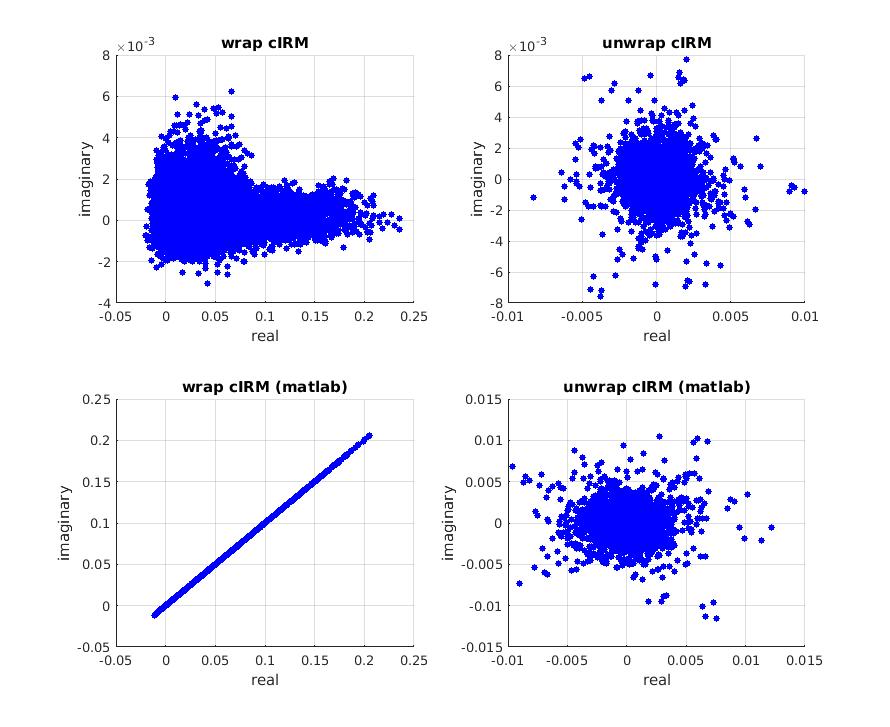 wrap cIRM
×10-3
8
6
4
2
0
-2
-4
-0.05 0 0.05 0.1 0.15 0.2 0.25
real
imaginary
unwrap cIRM
×10-3
8
6
4
2
0
-2
-4
-6
-8
-0.01 -0.005 0 0.005 0.01
real
imaginary
wrap cIRM (matlab)
0.25
0.2
0.15
0.1
0.05
0
-0.05
-0.05 0 0.05 0.1 0.15 0.2 0.25
real
imaginary
unwrap cIRM (matlab)
0.015
0.01
0.005
0
-0.005
-0.01
-0.015
-0.01 -0.005 0 0.005 0.01 0.015
real
imaginary